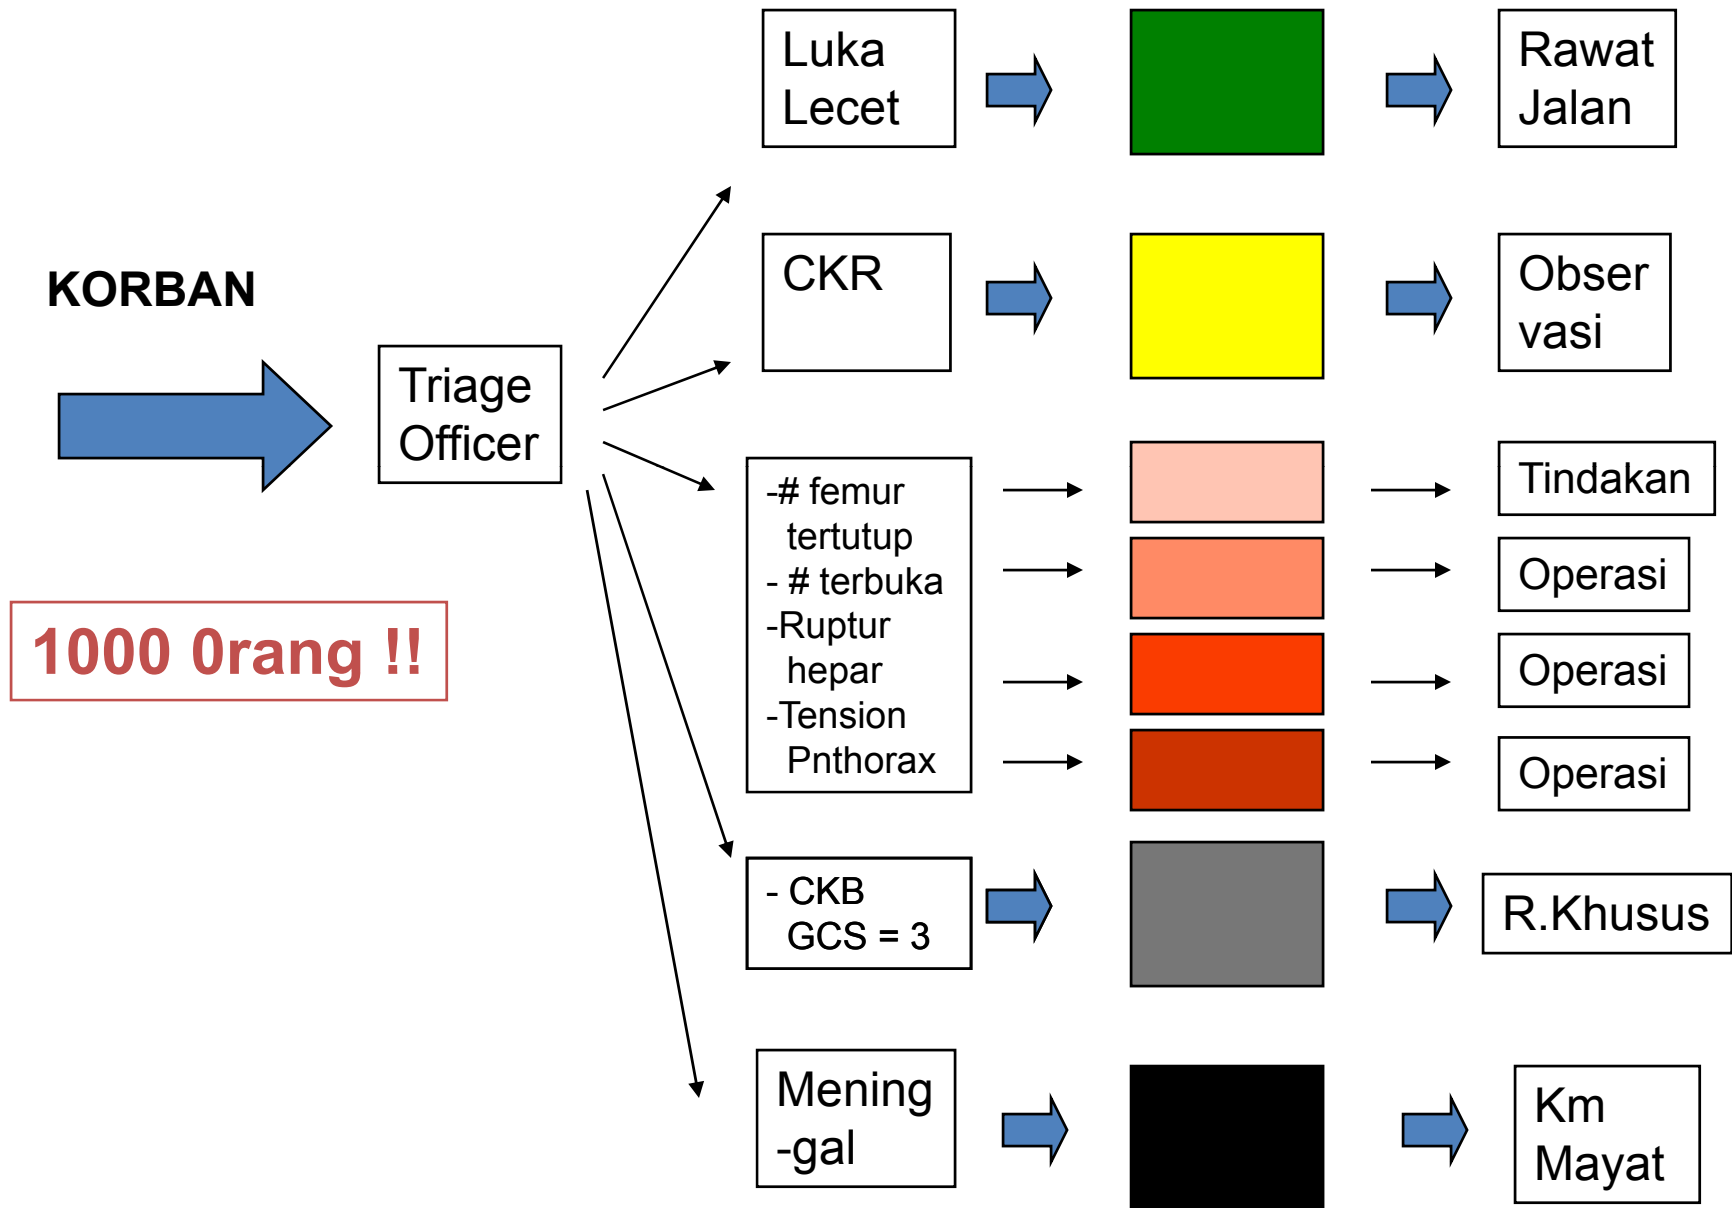 KORBAN
Triage
Officer
1000 0rang !!
Luka
Lecet
Rawat
Jalan
CKR
Obser
vasi
-# femur
tertutup
- # terbuka
-Ruptur
hepar
-Tension
Pnthorax
Tindakan
Operasi
Operasi
Operasi
- CKB
GCS = 3
R.Khusus
Mening
-gal
Km
Mayat